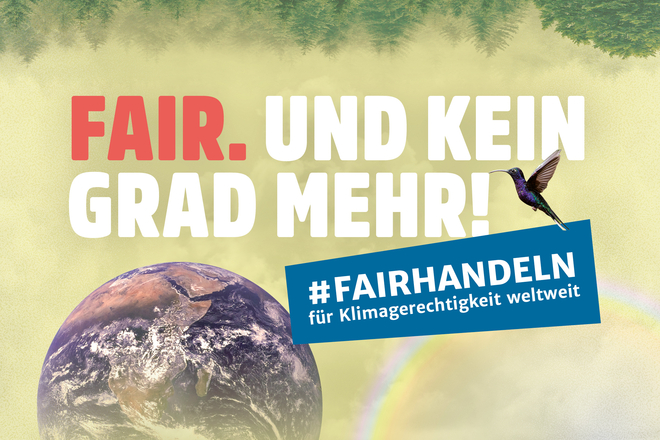 FAIR. UND KEIN
GRAD MEHR!
#FAIRHANDELN
für Klimagerechtigkeit weltweit